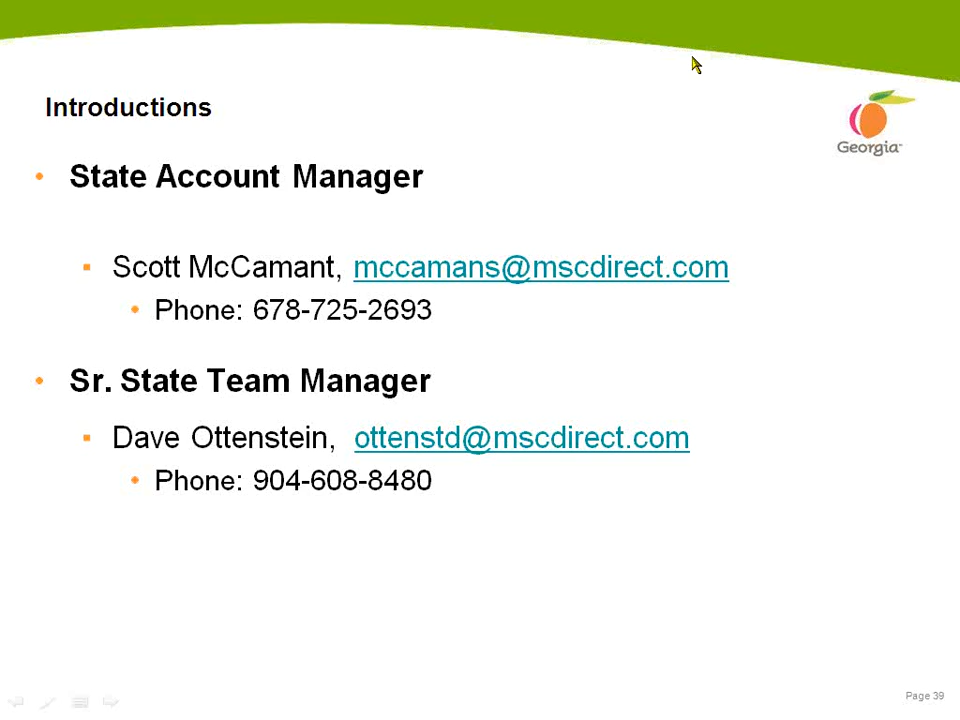 Introductions
Georgia™
• State Account Manager
▪ Scott McCamant, mccamans@mscdirect.com
• Phone: 678-725-2693
• Sr. State Team Manager
▪ Dave Ottenstein, ottenstd@mscdirect.com
• Phone: 904-608-8480
Page 39